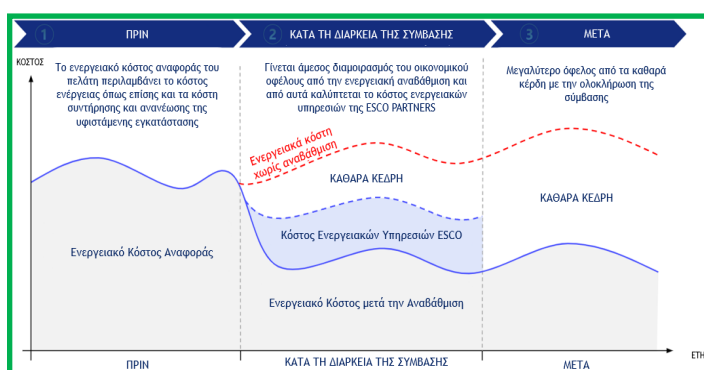 1 ΠΡΙΝ
2 ΚΑΤΑ ΤΗ ΔΙΑΡΚΕΙΑ ΤΗΣ ΣΥΜΒΑΣΗΣ
3 ΜΕΤΑ
ΚΟΣΤΟΣ
Το ενεργειακό κόστος αναφοράς του
πελάτη περιλαμβάνει το κόστος
ενέργειας όπως επίσης και τα κόστη
συντήρησης και ανανέωσης της
υφιστάμενης εγκατάστασης
Γίνεται άμεσος διαμοιρασμός του οικονομικού
οφέλους από την ενεργειακή αναβάθμιση και
από αυτά καλύπτεται το κόστος ενεργειακών
υπηρεσιών της ESCO PARTNERS
Μεγαλύτερο όφελος από τα καθαρά
κέρδη με την ολοκλήρωση της
σύμβασης
Ενεργειακά κόστη
χωρίς αναβάθμιση
ΚΑΘΑΡΑ ΚΕΔΡΗ
ΚΑΘΑΡΑ ΚΕΔΡΗ
Κόστος Ενεργειακών Υπηρεσιών ESCO
Ενεργειακό Κόστος Αναφοράς
Ενεργειακό Κόστος μετά την Αναβάθμιση
ΕΤΗ
ΠΡΙΝ
ΚΑΤΑ ΤΗ ΔΙΑΡΚΕΙΑ ΤΗΣ ΣΥΜΒΑΣΗΣ
ΜΕΤΑ